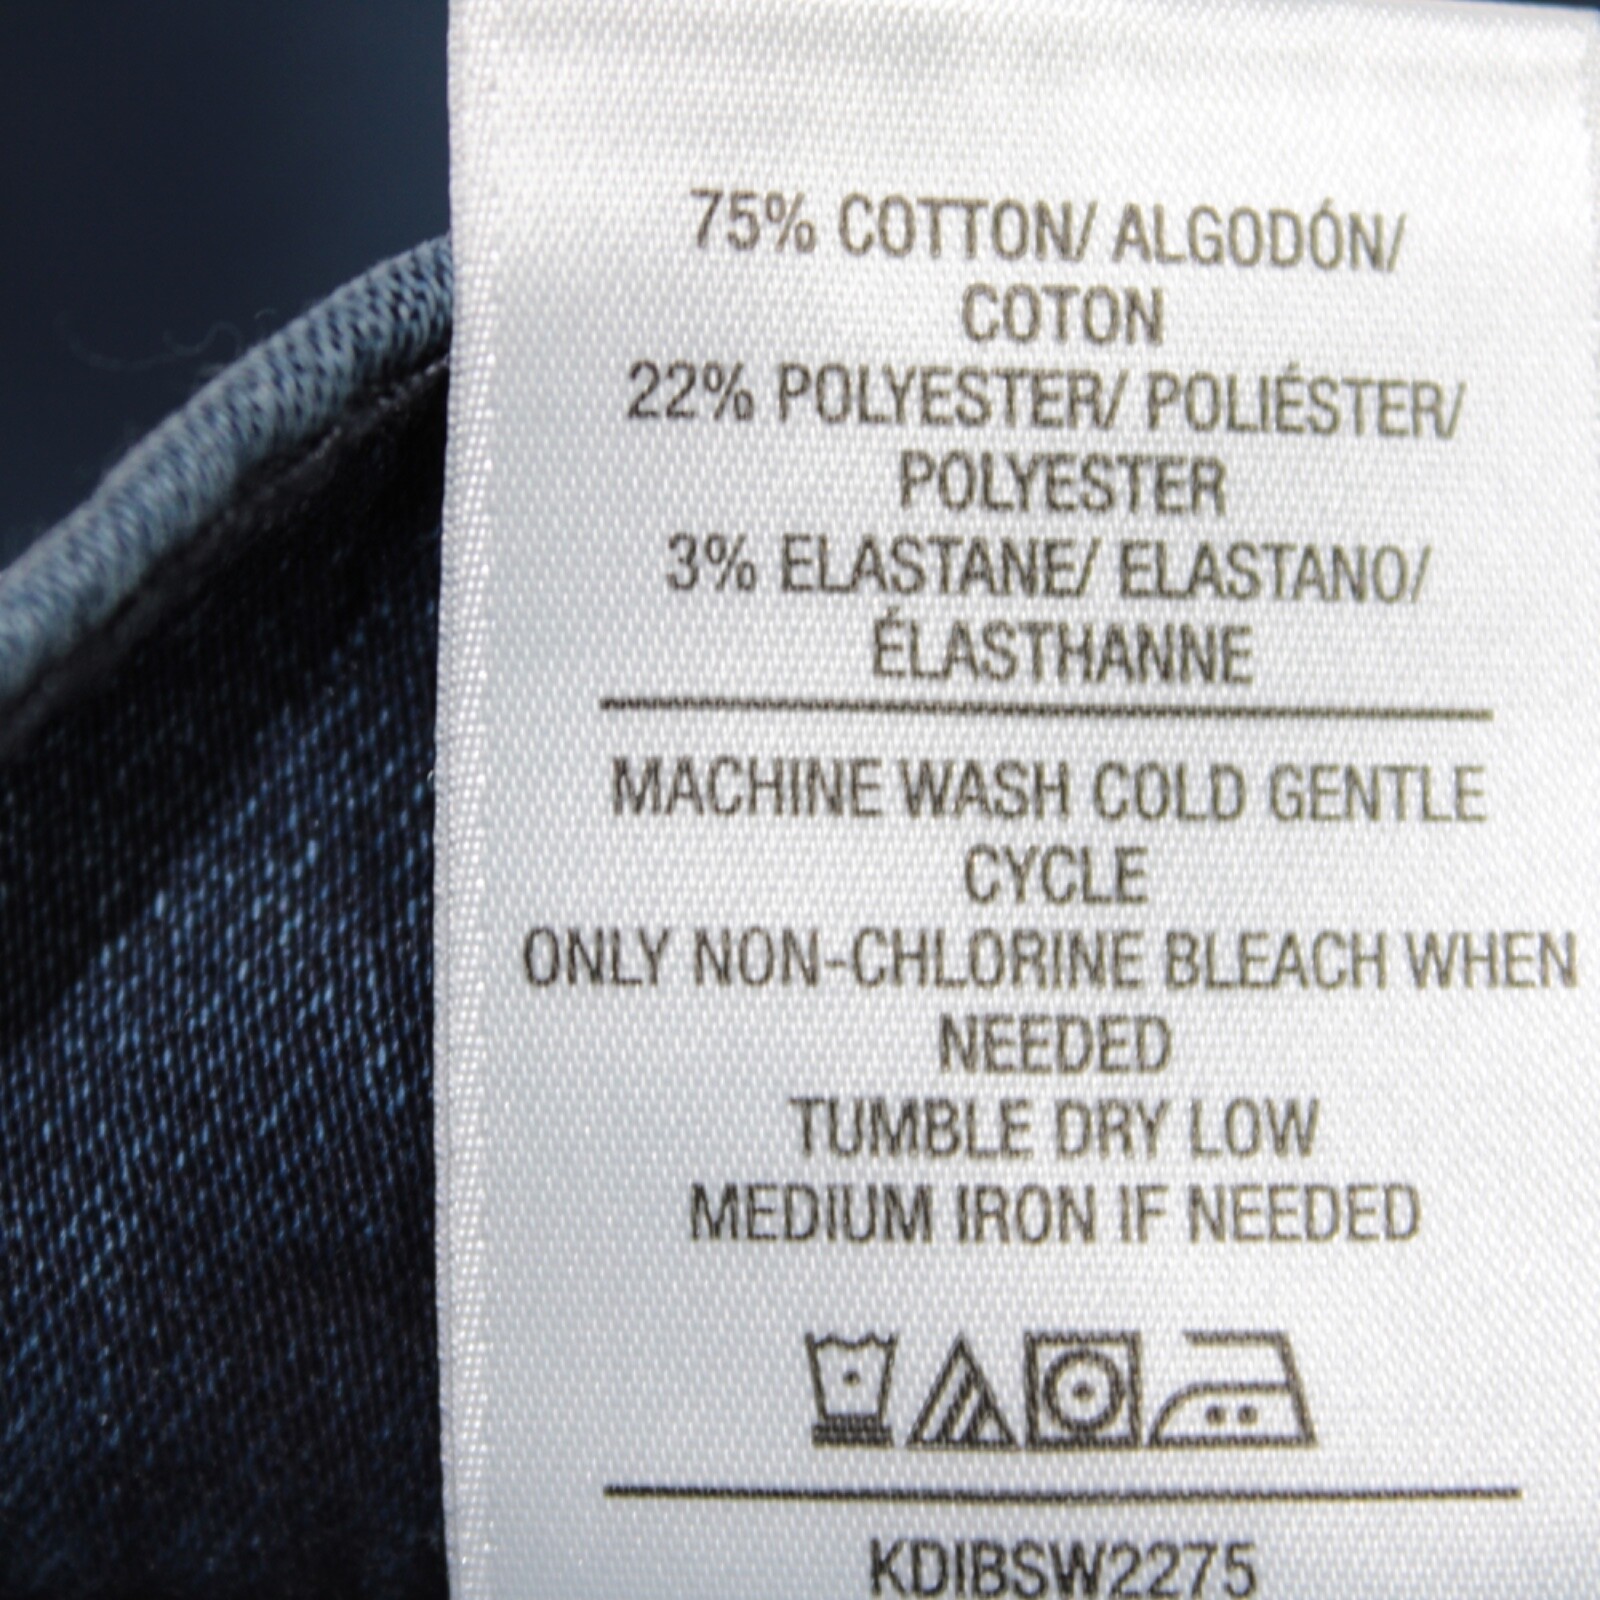 75% COTTON/ ALGODÓN/
COTON
22% POLYESTER/ POLIÉSTER/
POLYESTER
3% ELASTANE/ ELASTANO/
ÉLASTHANNE
MACHINE WASH COLD GENTLE
CYCLE
ONLY NON-CHLORINE BLEACH WHEN
NEEDED
TUMBLE DRY LOW
MEDIUM IRON IF NEEDED
KDIBSW2275